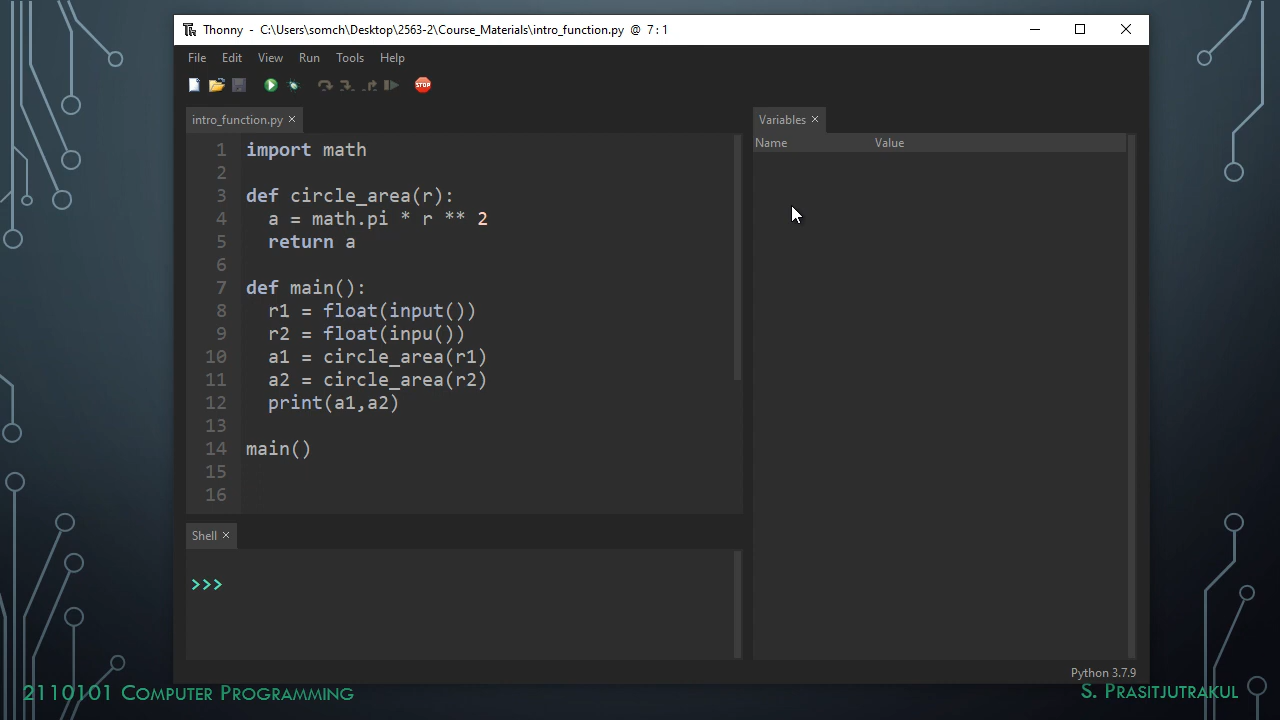 Thonny - C:\Users\somch\Desktop\2563-2\Course_Materials\intro_function.py @ 7 : 1
File Edit View Run Tools Help
STOP
intro_function.py ×
1 import math
2
3 def circle_area(r):
4   a = math.pi * r ** 2
5   return a
6
7 def main():
8   r1 = float(input())
9   r2 = float(inpu())
10   a1 = circle_area(r1)
11   a2 = circle_area(r2)
12   print(a1,a2)
13
14 main()
15
16
Variables ×
Name Value
Shell ×
>>>
Python 3.7.9
2110101 Computer Programming
S. Prasitjutrakul